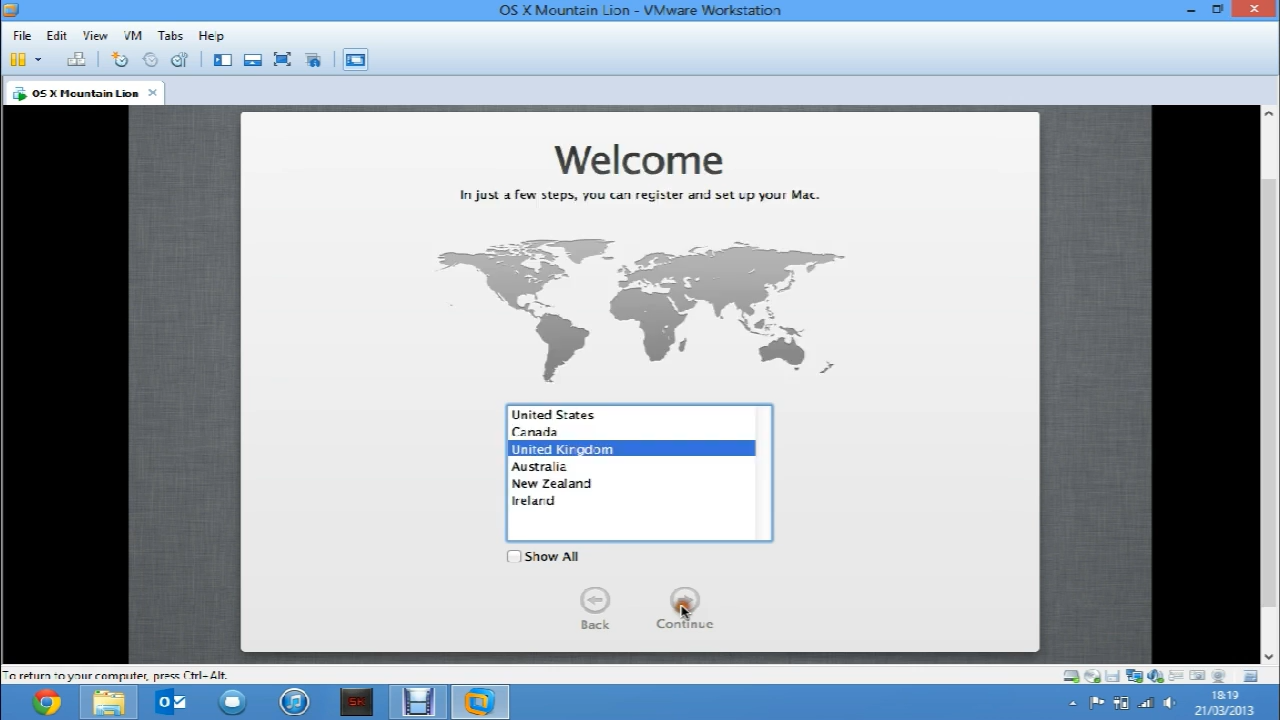 OS X Mountain Lion - VMware Workstation
File Edit View VM Tabs Help
OS X Mountain Lion
Welcome
In just a few steps, you can register and set up your Mac.
United States
Canada
United Kingdom
Australia
New Zealand
Ireland
Show All
Back Continue
To return to your computer, press Ctrl+Alt.
SK
18:19
21/03/2013